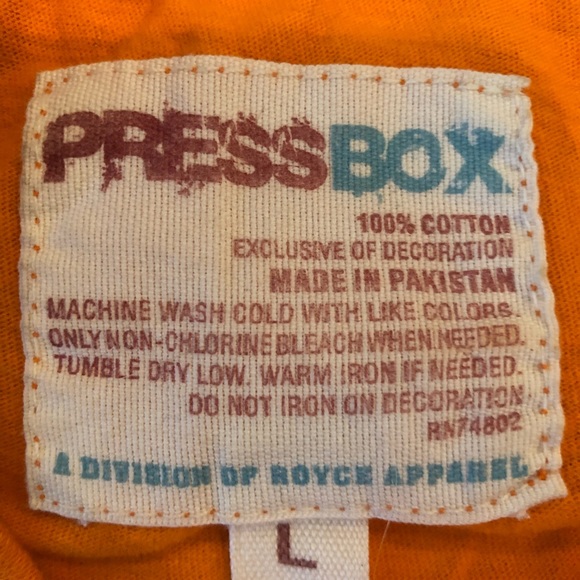 PRESSBOX
100% COTTON
EXCLUSIVE OF DECORATION
MADE IN PAKISTAN
MACHINE WASH COLD WITH LIKE COLORS.
ONLY NON-CHLORINE BLEACH WHEN NEEDED.
TUMBLE DRY LOW. WARM IRON IF NEEDED.
DO NOT IRON ON DECORATION
RN74802
A DIVISION OF ROYCE APPAREL
L